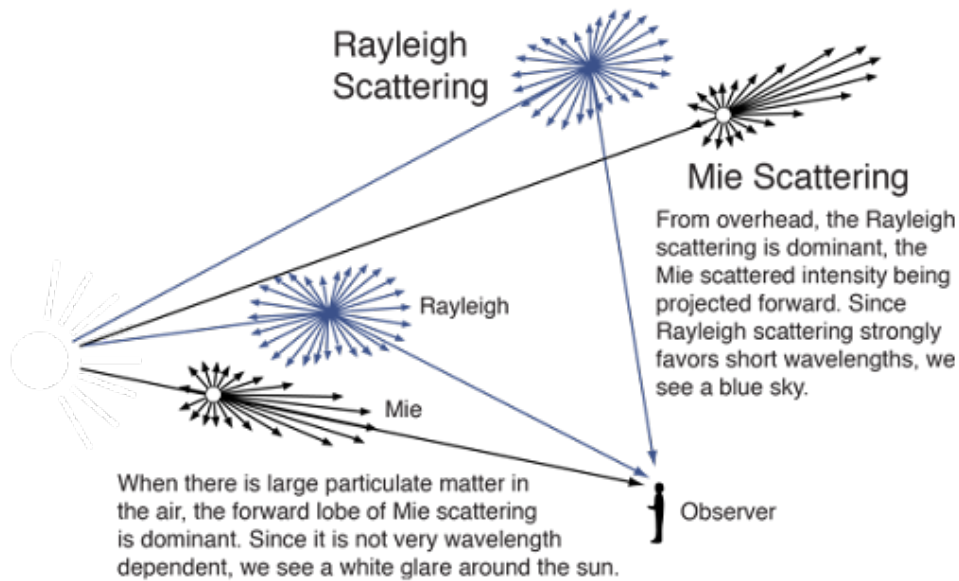 Rayleigh
Scattering
Mie Scattering
From overhead, the Rayleigh
scattering is dominant, the
Mie scattered intensity being
projected forward. Since
Rayleigh scattering strongly
favors short wavelengths, we
see a blue sky.
Rayleigh
Mie
Observer
When there is large particulate matter in
the air, the forward lobe of Mie scattering
is dominant. Since it is not very wavelength
dependent, we see a white glare around the sun.